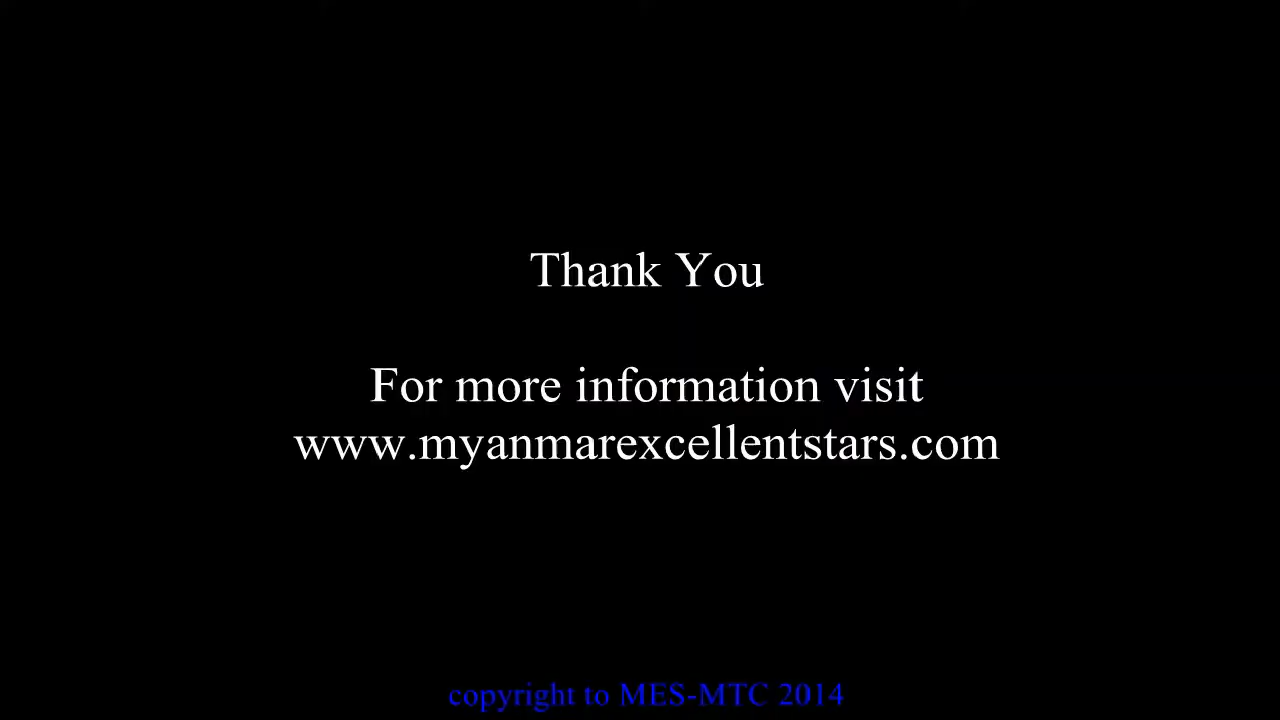 Thank You
For more information visit
www.myanmarexcellentstars.com
copyright to MES-MTC 2014